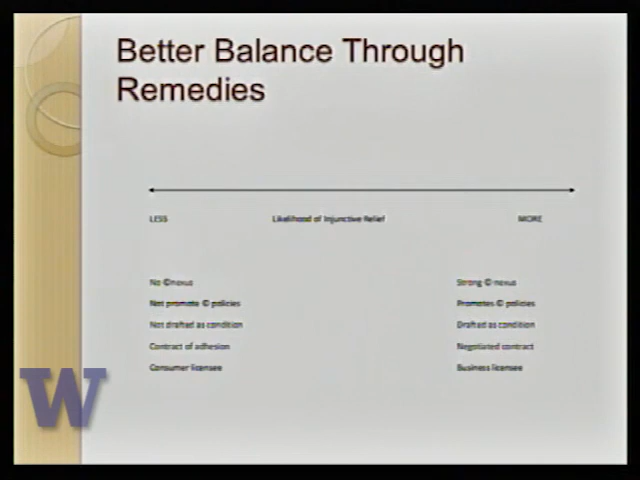 Better Balance Through
Remedies
LESS Likelihood of Injunctive Relief MORE
No © nexus Strong © nexus
Not promote © policies Promotes © policies
Not drafted as condition Drafted as condition
Contract of adhesion Negotiated contract
Consumer licensee Business licensee
W